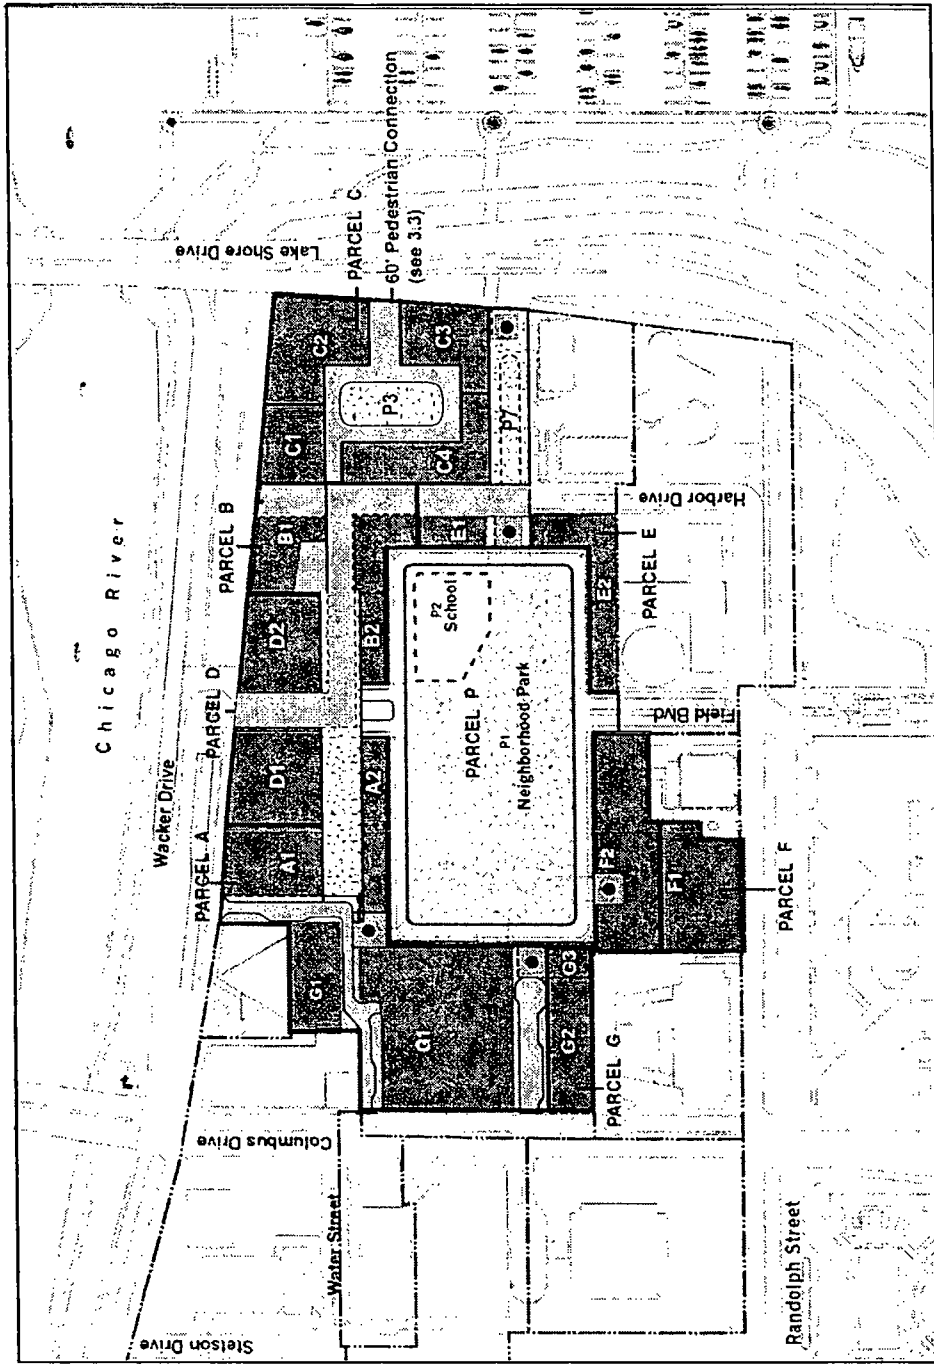 Chicago River
Wacker Drive
Lake Shore Drive
PARCEL C
60' Pedestrian Connection
(see 3.3)
PARCEL B
PARCEL D
PARCEL A
C2
C1
C3
C4
P3
P7
B1
D2
D1
A1
G1
B2
A2
E1
P2
School
PARCEL P
P1
Neighborhood Park
E2
PARCEL E
Harbor Drive
Field Blvd
F2
F1
PARCEL F
G1
G3
G2
PARCEL G
Columbus Drive
Water Street
Stetson Drive
Randolph Street